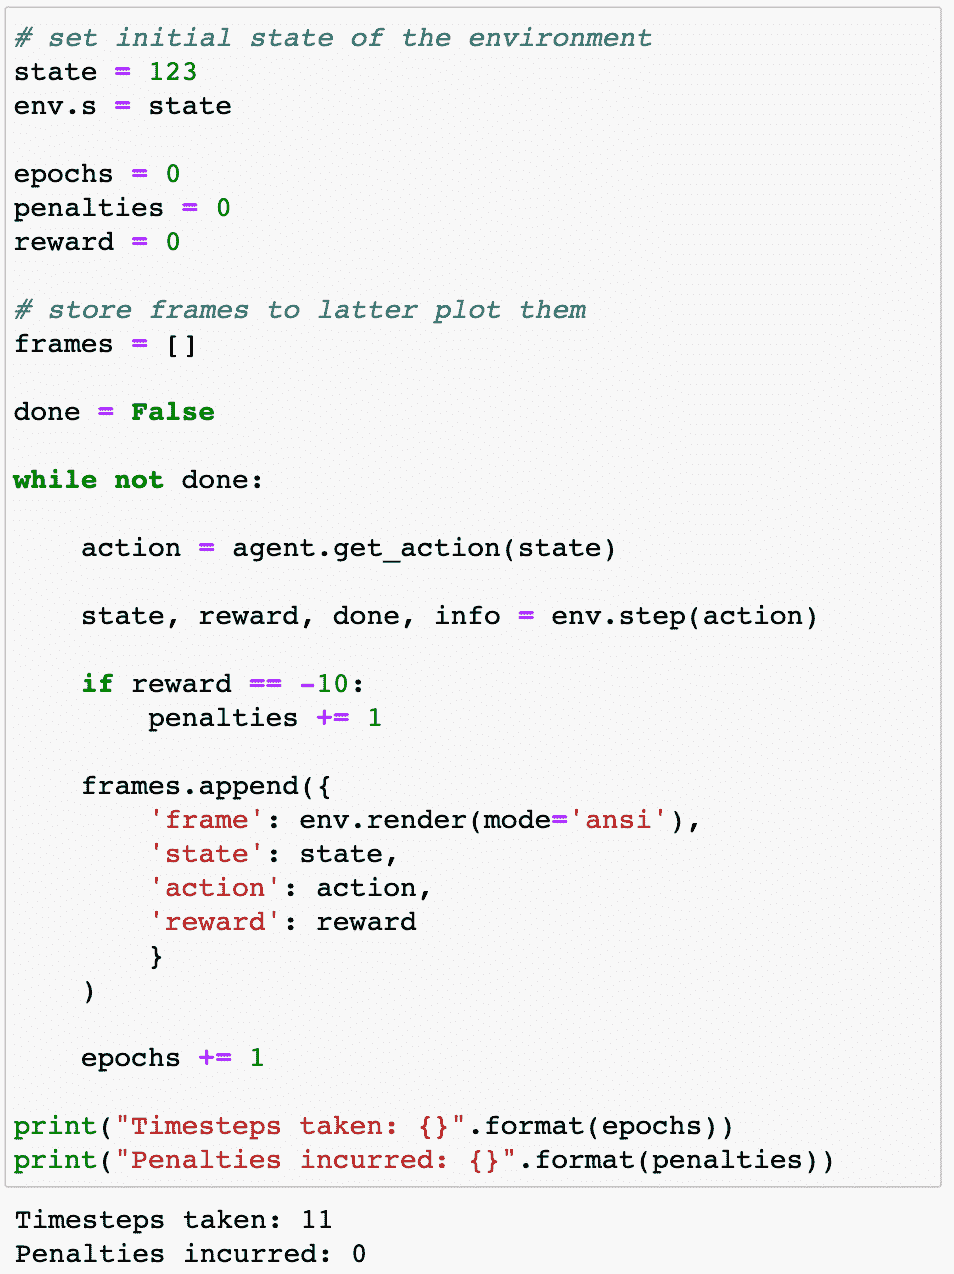 # set initial state of the environment
state = 123
env.s = state
epochs = 0
penalties = 0
reward = 0
# store frames to latter plot them
frames = []
done = False
while not done:
    action = agent.get_action(state)
    state, reward, done, info = env.step(action)
    if reward == -10:
        penalties += 1
    frames.append({
        'frame': env.render(mode='ansi'),
        'state': state,
        'action': action,
        'reward': reward
        }
    )
    epochs += 1
print("Timesteps taken: {}".format(epochs))
print("Penalties incurred: {}".format(penalties))
Timesteps taken: 11
Penalties incurred: 0